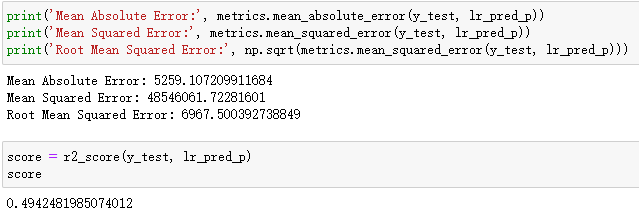 print('Mean Absolute Error:', metrics.mean_absolute_error(y_test, lr_pred_p))
print('Mean Squared Error:', metrics.mean_squared_error(y_test, lr_pred_p))
print('Root Mean Squared Error:', np.sqrt(metrics.mean_squared_error(y_test, lr_pred_p)))
Mean Absolute Error: 5259.107209911684
Mean Squared Error: 48546061.72281601
Root Mean Squared Error: 6967.500392738849
score = r2_score(y_test, lr_pred_p)
score
0.4942481985074012